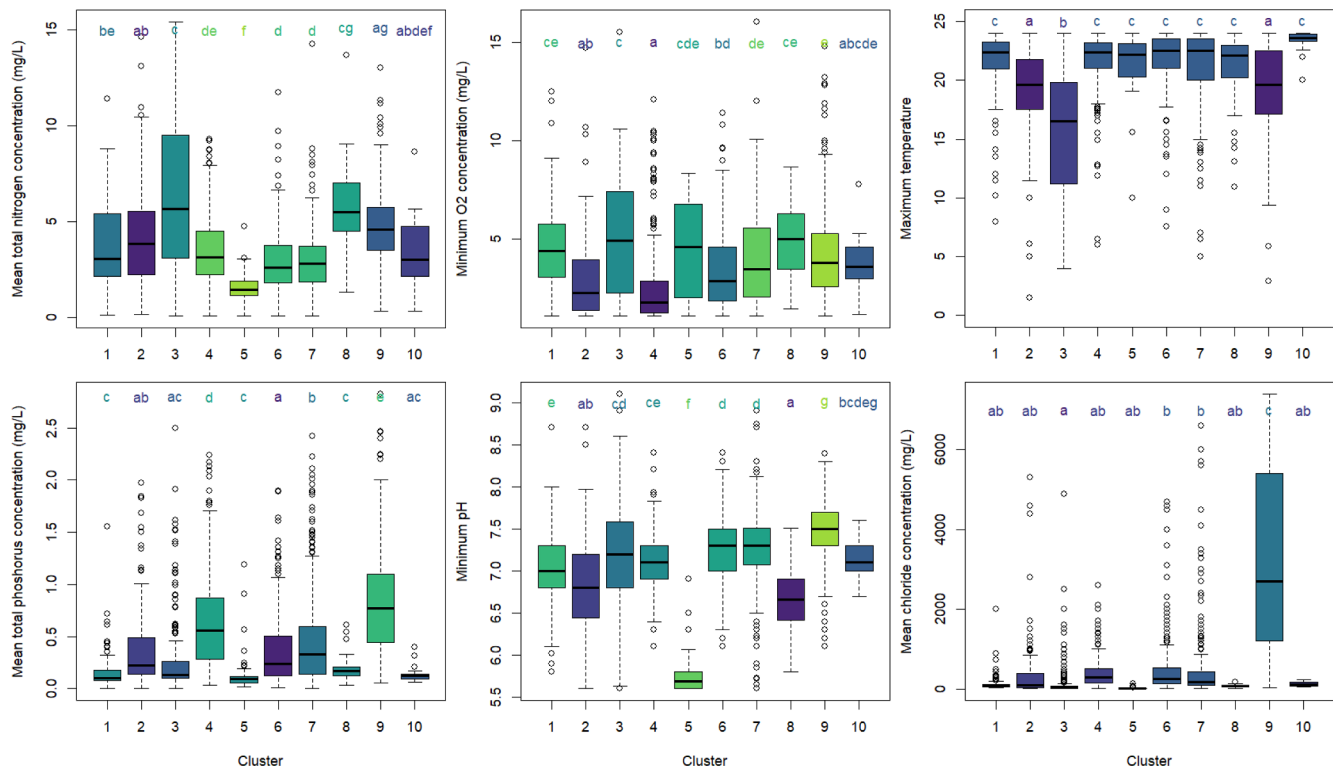 be ab c de f d d cg ag abdef
Mean total nitrogen concentration (mg/L)
15
10
5
0
1 2 3 4 5 6 7 8 9 10
ce ab c a cde bd de ce e abcde
Minimum O2 concentration (mg/L)
15
10
5
1 2 3 4 5 6 7 8 9 10
c a b c c c c c a c
Maximum temperature
25
20
15
10
5
0
1 2 3 4 5 6 7 8 9 10
c ab ac d c a b c e ac
Mean total phoshorus concentration (mg/L)
2.5
2.0
1.5
1.0
0.5
0.0
1 2 3 4 5 6 7 8 9 10
Cluster
e ab cd ce f d d a g bcdeg
Minimum pH
9.0
8.5
8.0
7.5
7.0
6.5
6.0
5.5
1 2 3 4 5 6 7 8 9 10
Cluster
ab ab a ab ab b b ab c ab
Mean chloride concentration (mg/L)
6000
4000
2000
0
1 2 3 4 5 6 7 8 9 10
Cluster